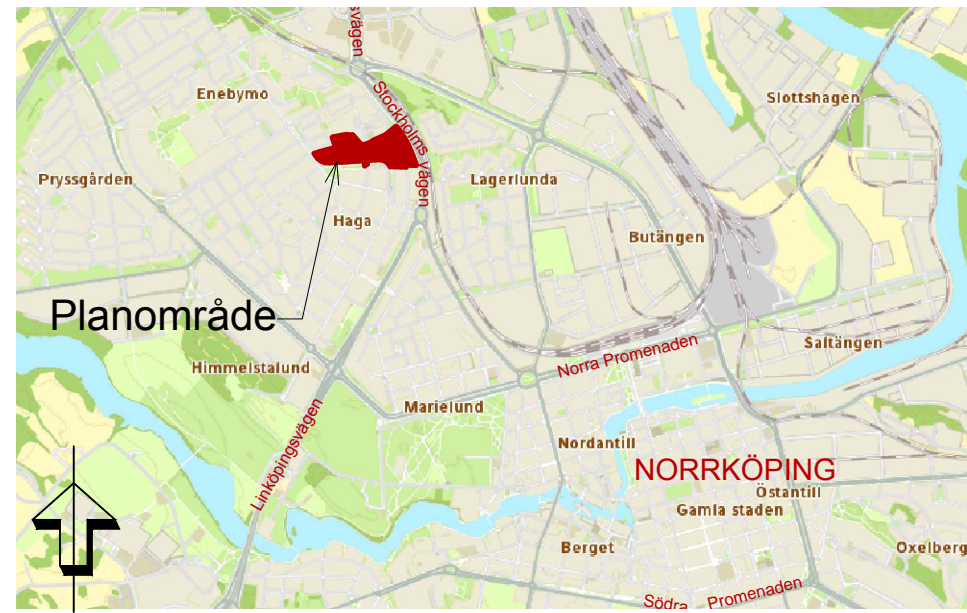 svägen
Enebymo
Stockholms vägen
Slottshagen
Pryssgården
Lagerlunda
Haga
Butängen
Planområde
Saltängen
Norra Promenaden
Himmelstalund
Marielund
Linköpingsvägen
Nordantill
NORRKÖPING
Östantill
Gamla staden
Berget
Oxelberg
Södra Promenaden